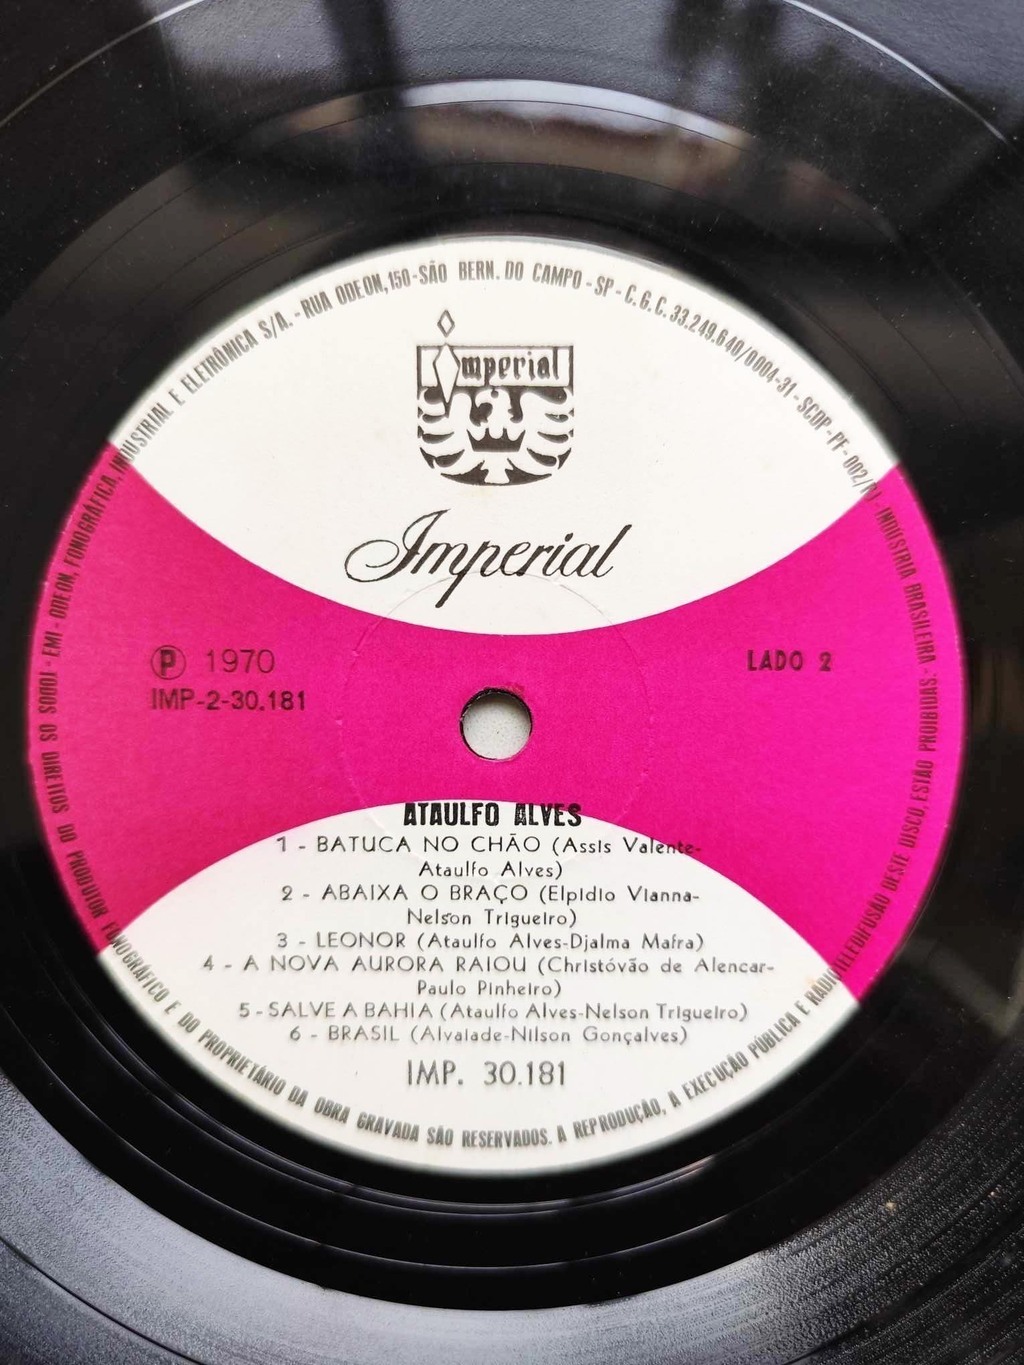 TODOS OS DIREITOS DO PRODUTOR FONOGRÁFICO E DO PROPRIETÁRIO DA OBRA GRAVADA SÃO RESERVADOS. A REPRODUÇÃO, A EXECUÇÃO PÚBLICA E RADIOTELEDIFUSÃO DESTE DISCO ESTÃO PROIBIDAS. -
EMI - ODEON, FONOGRÁFICA, INDUSTRIAL E ELETRÔNICA S/A. - RUA ODEON, 150 - SÃO BERN. DO CAMPO - SP - C.G.C. 33.249.640/0004-31 - SCDP - PF - 002/RJ - INDÚSTRIA BRASILEIRA -
Imperial
Imperial
Ⓟ 1970
IMP-2-30.181
LADO 2
ATAULFO ALVES
1 - BATUCA NO CHÃO (Assis Valente-
Ataulfo Alves)
2 - ABAIXA O BRAÇO (Elpidio Vianna-
Nelson Trigueiro)
3 - LEONOR (Ataulfo Alves-Djalma Mafra)
4 - A NOVA AURORA RAIOU (Christóvão de Alencar-
Paulo Pinheiro)
5 - SALVE A BAHIA (Ataulfo Alves-Nelson Trigueiro)
6 - BRASIL (Alvaiade-Nilson Gonçalves)
IMP. 30.181